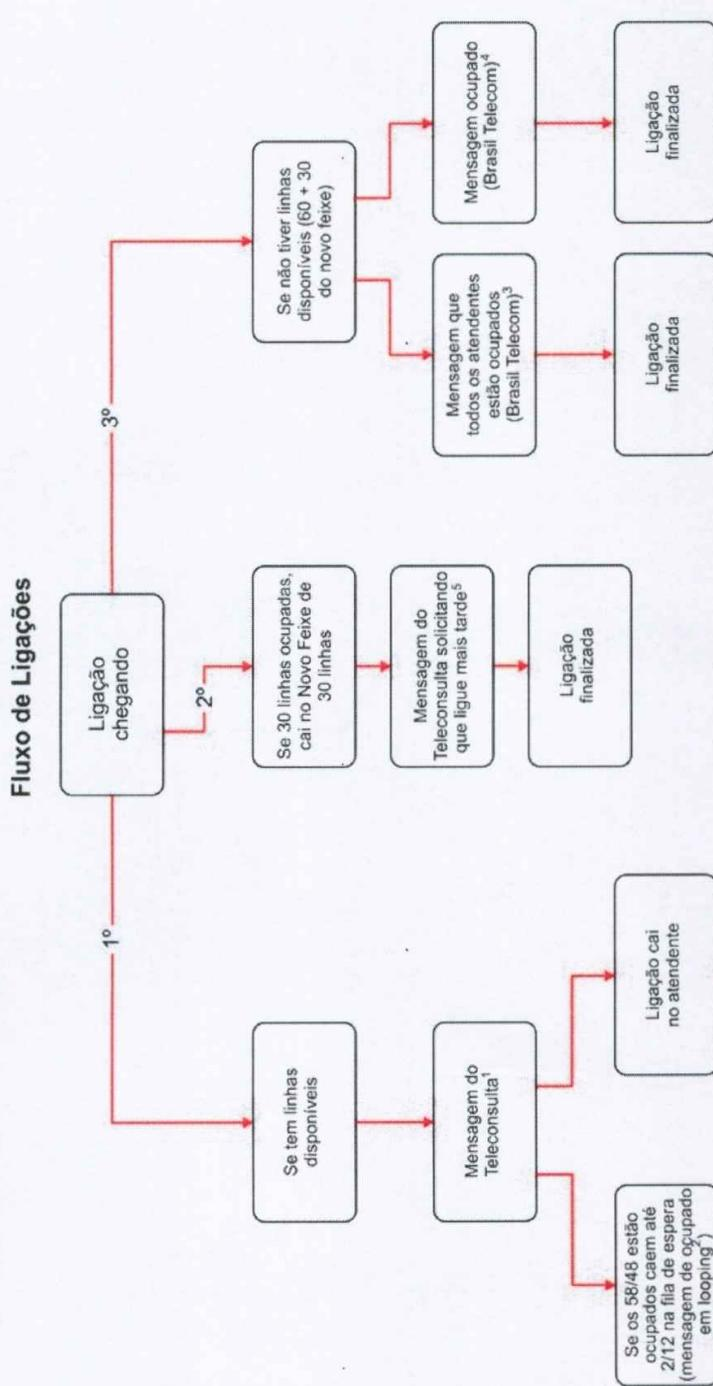 Fluxo de Ligações
Ligação
chegando
1º
2º
3º
Se tem linhas
disponíveis
Mensagem do
Teleconsulta¹
Se os 58/48 estão
ocupados caem até
2/12 na fila de espera
(mensagem de ocupado
em looping²)
Ligação cai
no atendente
Se 30 linhas ocupadas,
cai no Novo Feixe de
30 linhas
Mensagem do
Teleconsulta solicitando
que ligue mais tarde⁵
Ligação
finalizada
Se não tiver linhas
disponíveis (60 + 30
do novo feixe)
Mensagem que
todos os atendentes
estão ocupados
(Brasil Telecom)³
Ligação
finalizada
Mensagem ocupado
(Brasil Telecom)⁴
Ligação
finalizada